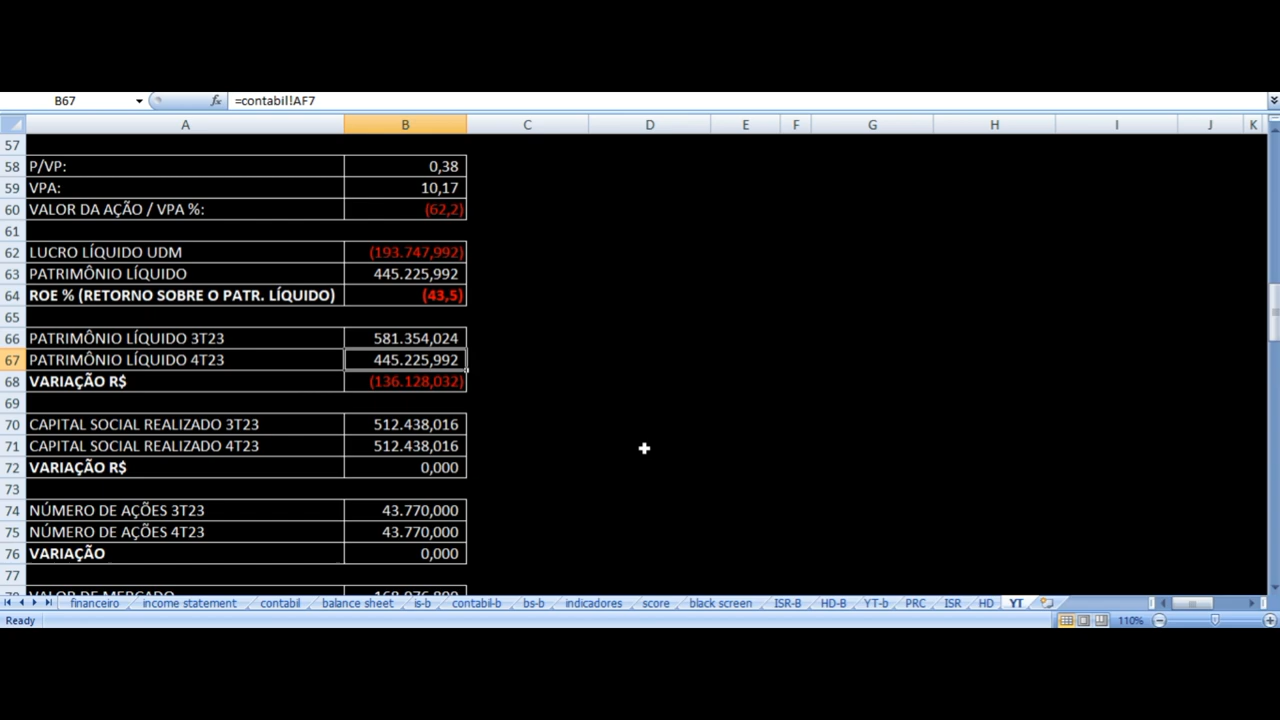 B67 fx =contabil!AF7
A B C D E F G H I J K
57
58 P/VP: 0,38
59 VPA: 10,17
60 VALOR DA AÇÃO / VPA %: (62,2)
61
62 LUCRO LÍQUIDO UDM (193.747,992)
63 PATRIMÔNIO LÍQUIDO 445.225,992
64 ROE % (RETORNO SOBRE O PATR. LÍQUIDO) (43,5)
65
66 PATRIMÔNIO LÍQUIDO 3T23 581.354,024
67 PATRIMÔNIO LÍQUIDO 4T23 445.225,992
68 VARIAÇÃO R$ (136.128,032)
69
70 CAPITAL SOCIAL REALIZADO 3T23 512.438,016
71 CAPITAL SOCIAL REALIZADO 4T23 512.438,016
72 VARIAÇÃO R$ 0,000
73
74 NÚMERO DE AÇÕES 3T23 43.770,000
75 NÚMERO DE AÇÕES 4T23 43.770,000
76 VARIAÇÃO 0,000
77
VALOR DE MERCADO
financeiro income statement contabil balance sheet is-b contabil-b bs-b indicadores score black screen ISR-B HD-B YT-b PRC ISR HD YT
Ready 110%